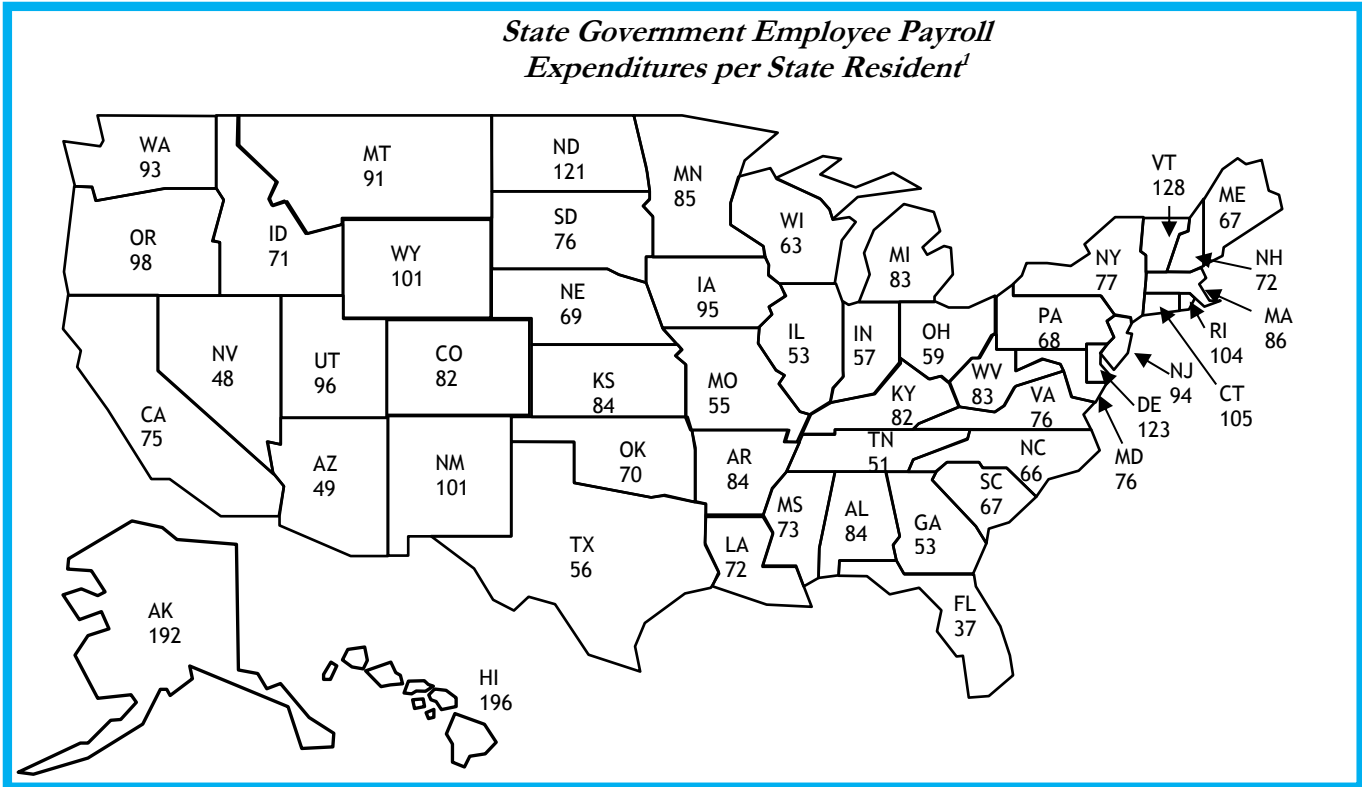 State Government Employee Payroll
Expenditures per State Resident1
WA
93
MT
91
ND
121
MN
85
VT
128
ME
67
OR
98
ID
71
WY
101
SD
76
WI
63
MI
83
NY
77
NH
72
NE
69
IA
95
PA
68
MA
86
RI
104
NV
48
UT
96
CO
82
KS
84
MO
55
IL
53
IN
57
OH
59
WV
83
VA
76
NJ
94
CT
105
DE
123
MD
76
CA
75
KY
82
TN
51
NC
66
AZ
49
NM
101
OK
70
AR
84
SC
67
MS
73
AL
84
GA
53
TX
56
LA
72
FL
37
AK
192
HI
196